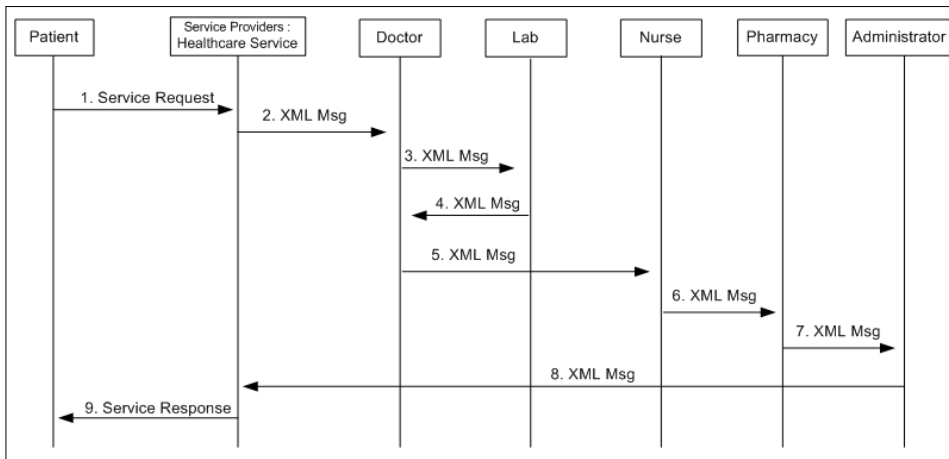 Patient
Service Providers :
Healthcare Service
Doctor
Lab
Nurse
Pharmacy
Administrator
1. Service Request
2. XML Msg
3. XML Msg
4. XML Msg
5. XML Msg
6. XML Msg
7. XML Msg
8. XML Msg
9. Service Response